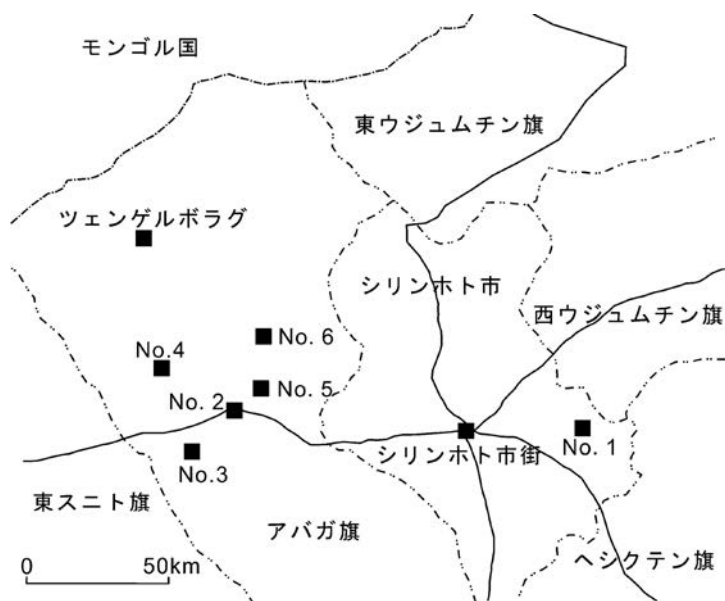 モンゴル国
東ウジュムチン旗
ツェンゲルボラグ
シリンホト市
西ウジュムチン旗
No. 6
No.4
No. 5
No. 2
No. 1
シリンホト市街
No.3
東スニト旗
アバガ旗
ヘシクテン旗
0 50km